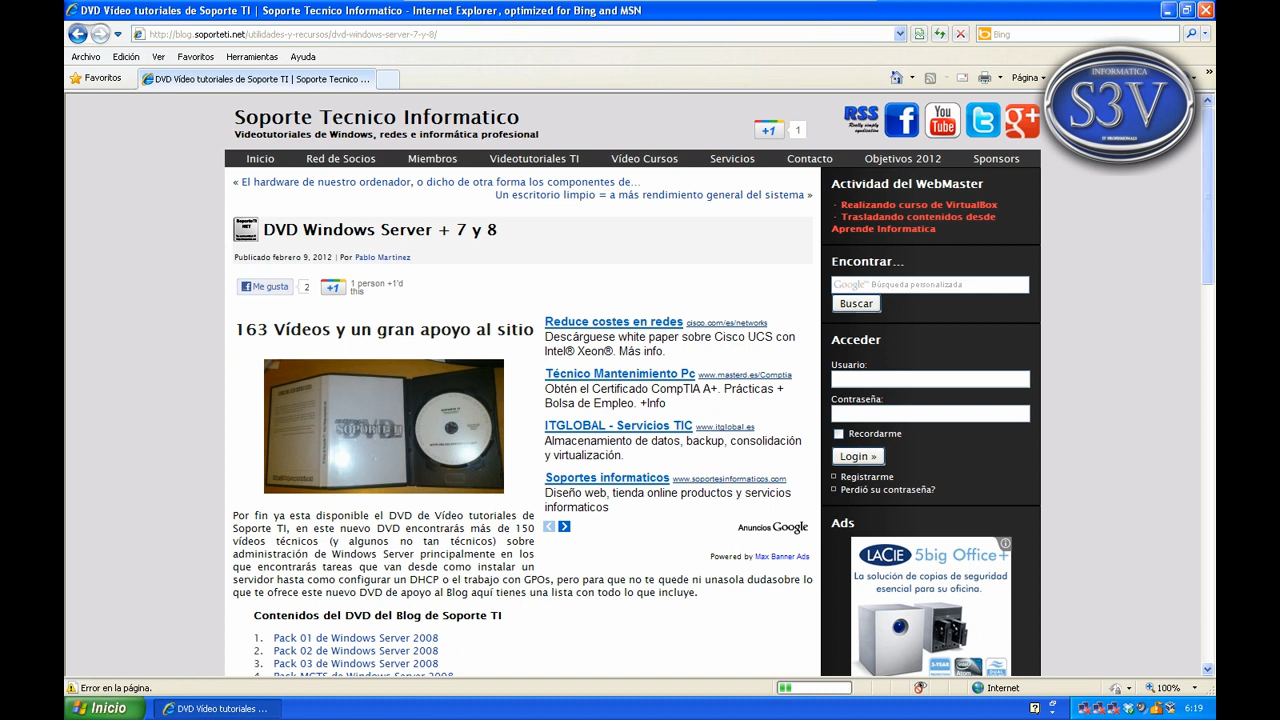 DVD Vídeo tutoriales de Soporte TI | Soporte Tecnico Informatico - Internet Explorer, optimized for Bing and MSN
http://blog.soporteti.net/utilidades-y-recursos/dvd-windows-server-7-y-8/
Bing
Archivo Edición Ver Favoritos Herramientas Ayuda
Favoritos DVD Vídeo tutoriales de Soporte TI | Soporte Tecnico ... Página
INFORMATICA
S3V
IT PROFESIONALS
Soporte Tecnico Informatico
Videotutoriales de Windows, redes e informática profesional
+1 1
RSS
Really simply
syndication
You
Tube
g+
Inicio Red de Socios Miembros Videotutoriales TI Vídeo Cursos Servicios Contacto Objetivos 2012 Sponsors
« El hardware de nuestro ordenador, o dicho de otra forma los componentes de...
Un escritorio limpio = a más rendimiento general del sistema »
DVD Windows Server + 7 y 8
Publicado febrero 9, 2012 | Por Pablo Martinez
Me gusta 2 +1 1 person +1'd
this
163 Vídeos y un gran apoyo al sitio
SOPORTE TI
DVD
Reduce costes en redes cisco.com/es/networks
Descárguese white paper sobre Cisco UCS con
Intel® Xeon®. Más info.
Técnico Mantenimiento Pc www.masterd.es/Comptia
Obtén el Certificado CompTIA A+. Prácticas +
Bolsa de Empleo. +Info
ITGLOBAL - Servicios TIC www.itglobal.es
Almacenamiento de datos, backup, consolidación
y virtualización.
Soportes informaticos www.soportesinformaticos.com
Diseño web, tienda online productos y servicios
informaticos
Anuncios Google
Powered by Max Banner Ads
Por fin ya esta disponible el DVD de Vídeo tutoriales de
Soporte TI, en este nuevo DVD encontrarás más de 150
vídeos técnicos (y algunos no tan técnicos) sobre
administración de Windows Server principalmente en los
que encontrarás tareas que van desde como instalar un
servidor hasta como configurar un DHCP o el trabajo con GPOs, pero para que no te quede ni unasola dudasobre lo
que te ofrece este nuevo DVD de apoyo al Blog aquí tienes una lista con todo lo que incluye.
Contenidos del DVD del Blog de Soporte TI
1. Pack 01 de Windows Server 2008
2. Pack 02 de Windows Server 2008
3. Pack 03 de Windows Server 2008
4. Pack MCTS de Windows Server 2008
Actividad del WebMaster
- Realizando curso de VirtualBox
- Trasladando contenidos desde
Aprende Informatica
Encontrar...
Google™ Búsqueda personalizada
Buscar
Acceder
Usuario:
Contraseña:
Recordarme
Login »
Registrarme
Perdió su contraseña?
Ads
LACIE 5big Office+
La solución de copias de seguridad
esencial para su oficina.
Error en la página. Internet 100%
Inicio DVD Vídeo tutoriales ... 6:19